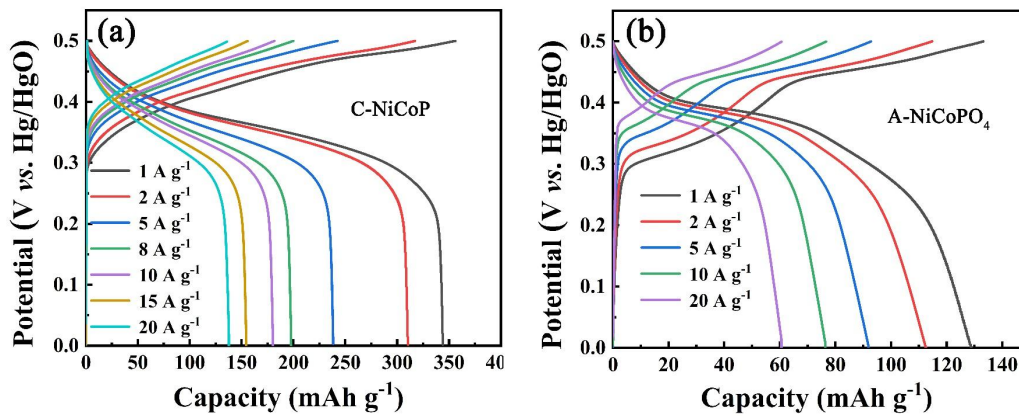 (a)
C-NiCoP
0.5
0.4
0.3
0.2
0.1
0.0
Potential (V vs. Hg/HgO)
1 A g⁻¹
2 A g⁻¹
5 A g⁻¹
8 A g⁻¹
10 A g⁻¹
15 A g⁻¹
20 A g⁻¹
0 50 100 150 200 250 300 350 40
Capacity (mAh g⁻¹)
(b)
A-NiCoPO₄
0.5
0.4
0.3
0.2
0.1
0.0
Potential (V vs. Hg/HgO)
1 A g⁻¹
2 A g⁻¹
5 A g⁻¹
10 A g⁻¹
20 A g⁻¹
0 20 40 60 80 100 120 140
Capacity (mAh g⁻¹)